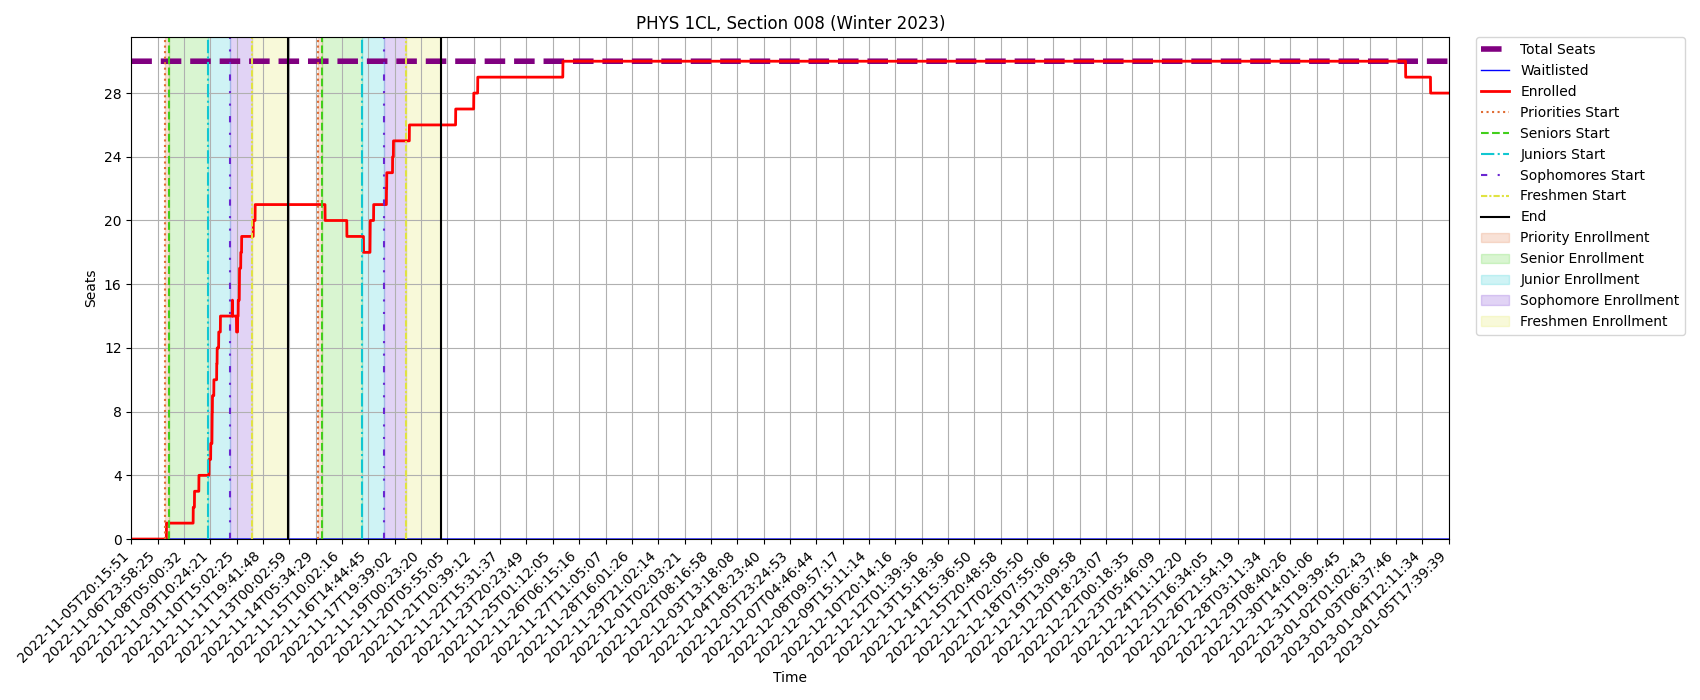 PHYS 1CL, Section 008 (Winter 2023)
Seats
28
24
20
16
12
8
4
0
2022-11-05T20:15:51
2022-11-06T23:58:25
2022-11-08T05:00:32
2022-11-09T10:24:21
2022-11-10T15:02:25
2022-11-11T19:41:48
2022-11-13T00:02:59
2022-11-14T05:34:29
2022-11-15T10:02:16
2022-11-16T14:44:45
2022-11-17T19:39:02
2022-11-19T00:23:20
2022-11-20T05:55:05
2022-11-21T10:39:12
2022-11-22T15:31:37
2022-11-23T20:23:49
2022-11-25T01:12:05
2022-11-26T06:15:16
2022-11-27T11:05:07
2022-11-28T16:01:26
2022-11-29T21:02:14
2022-12-01T02:03:21
2022-12-02T08:16:58
2022-12-03T13:18:09
2022-12-04T18:23:40
2022-12-05T23:24:53
2022-12-07T04:46:44
2022-12-08T09:57:17
2022-12-09T15:11:14
2022-12-10T20:14:16
2022-12-12T01:39:36
2022-12-13T15:18:36
2022-12-14T15:36:50
2022-12-15T20:48:58
2022-12-17T02:05:50
2022-12-18T07:55:06
2022-12-19T13:09:58
2022-12-20T18:23:07
2022-12-22T00:18:35
2022-12-23T05:46:09
2022-12-24T11:12:20
2022-12-25T16:34:05
2022-12-26T21:54:19
2022-12-28T03:11:34
2022-12-29T08:40:26
2022-12-30T14:01:06
2022-12-31T19:39:45
2023-01-02T01:02:43
2023-01-03T06:37:46
2023-01-04T12:11:34
2023-01-05T17:39:39
Time
Total Seats
Waitlisted
Enrolled
Priorities Start
Seniors Start
Juniors Start
Sophomores Start
Freshmen Start
End
Priority Enrollment
Senior Enrollment
Junior Enrollment
Sophomore Enrollment
Freshmen Enrollment